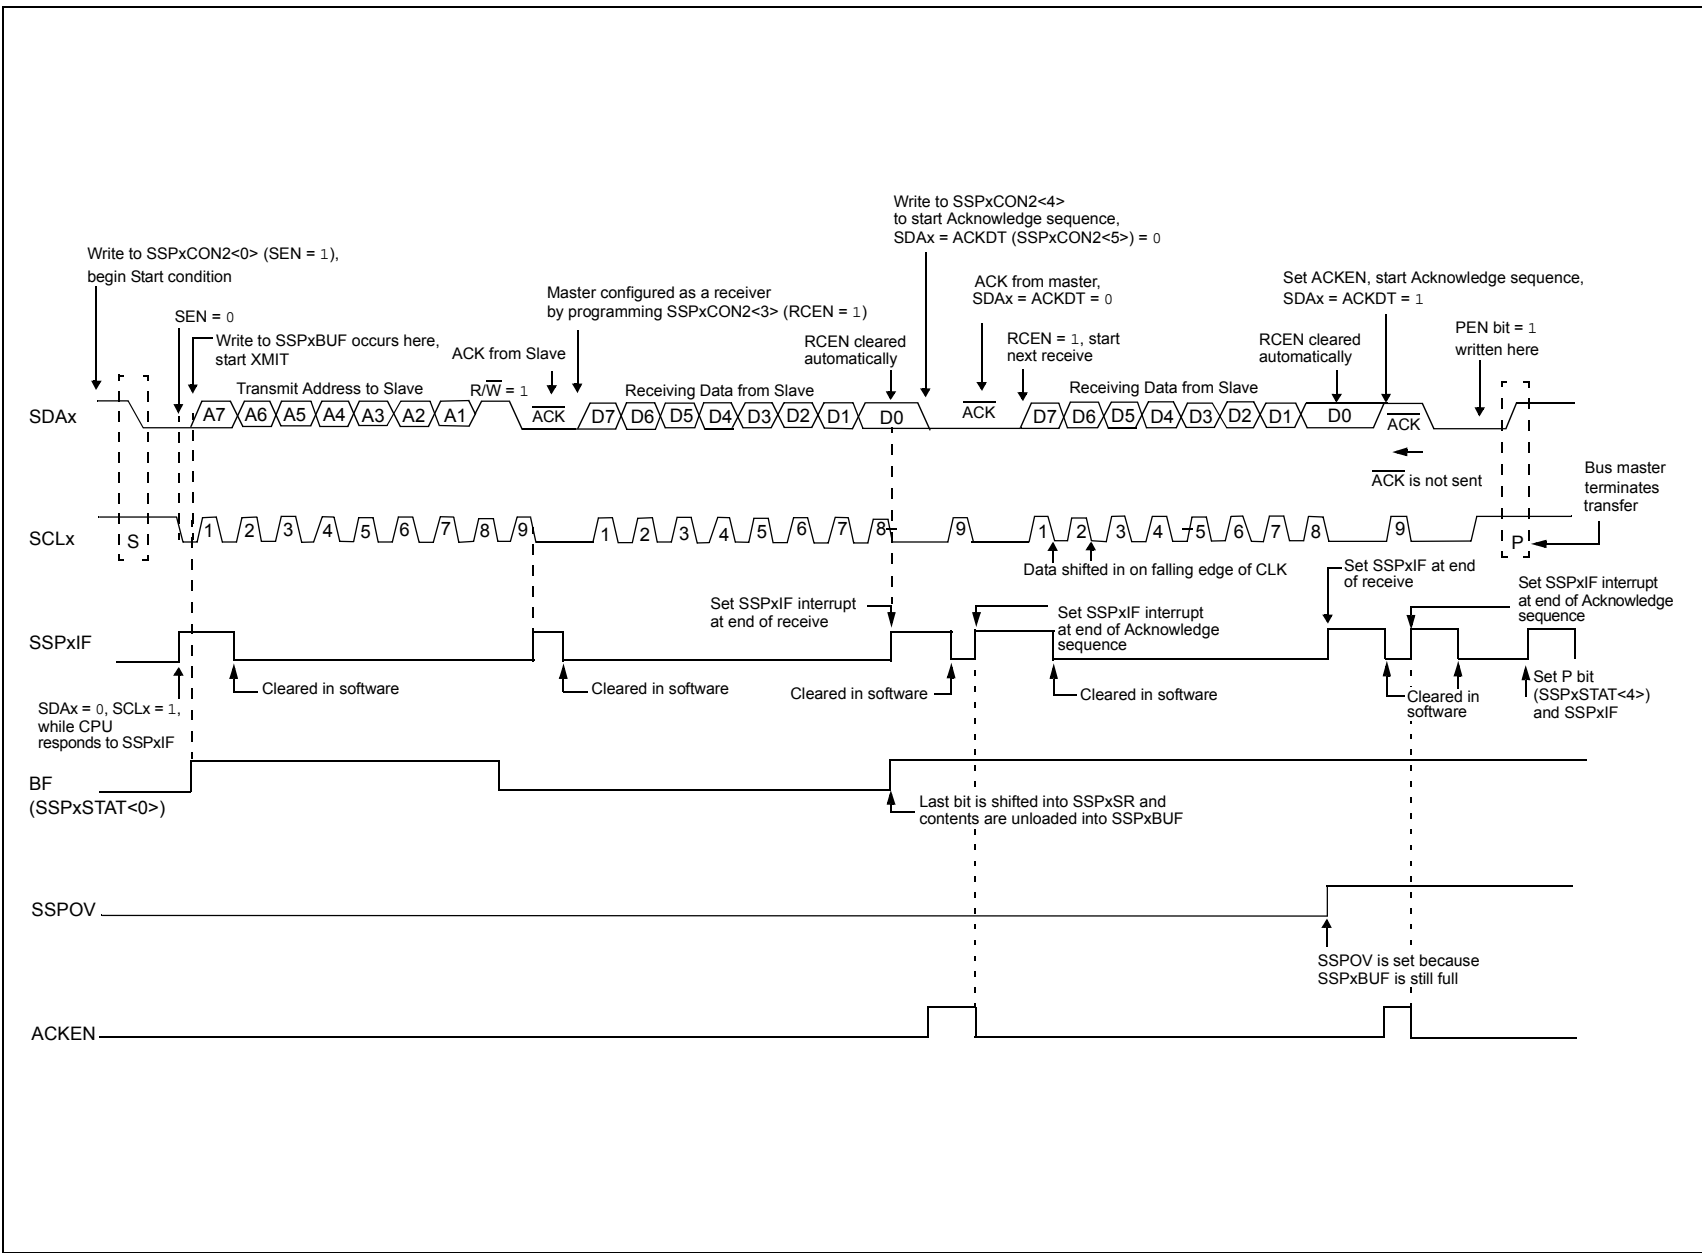 Write to SSPxCON2<4>
to start Acknowledge sequence,
SDAx = ACKDT (SSPxCON2<5>) = 0
Write to SSPxCON2<0> (SEN = 1),
begin Start condition
ACK from master,
SDAx = ACKDT = 0
Set ACKEN, start Acknowledge sequence,
SDAx = ACKDT = 1
Master configured as a receiver
by programming SSPxCON2<3> (RCEN = 1)
SEN = 0
Write to SSPxBUF occurs here,
start XMIT
ACK from Slave
RCEN cleared
automatically
RCEN = 1, start
next receive
RCEN cleared
automatically
PEN bit = 1
written here
Transmit Address to Slave
R/W = 1
Receiving Data from Slave
Receiving Data from Slave
SDAx
A7 A6 A5 A4 A3 A2 A1 ACK D7 D6 D5 D4 D3 D2 D1 D0 ACK D7 D6 D5 D4 D3 D2 D1 D0 ACK
ACK is not sent
Bus master
terminates
transfer
SCLx
S 1 2 3 4 5 6 7 8 9 1 2 3 4 5 6 7 8 9 1 2 3 4 5 6 7 8 9 P
Data shifted in on falling edge of CLK
Set SSPxIF at end
of receive
Set SSPxIF interrupt
at end of Acknowledge
sequence
Set SSPxIF interrupt
at end of receive
Set SSPxIF interrupt
at end of Acknowledge
sequence
SSPxIF
Cleared in software
Cleared in software
Cleared in software
Cleared in software
Cleared in
software
Set P bit
(SSPxSTAT<4>)
and SSPxIF
SDAx = 0, SCLx = 1,
while CPU
responds to SSPxIF
BF
(SSPxSTAT<0>)
Last bit is shifted into SSPxSR and
contents are unloaded into SSPxBUF
SSPOV
SSPOV is set because
SSPxBUF is still full
ACKEN